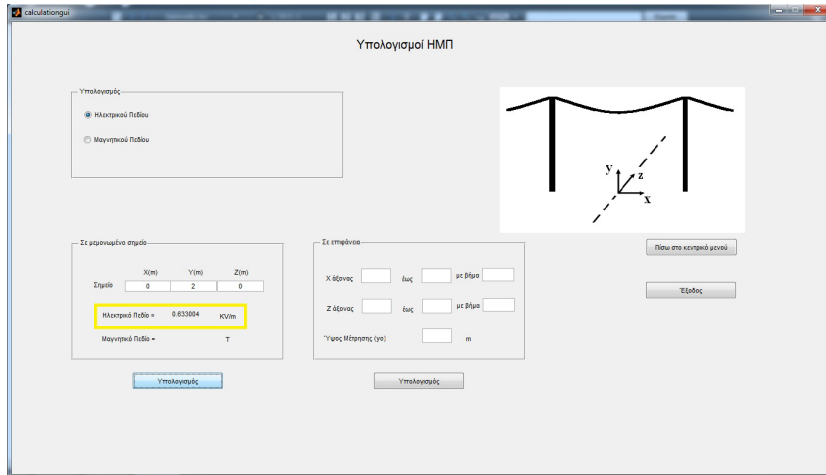 calculationgui
Υπολογισμοί ΗΜΠ
Υπολογισμός
Ηλεκτρικού Πεδίου
Μαγνητικού Πεδίου
y
z
x
Σε μεμονωμένο σημείο
X(m) Y(m) Z(m)
Σημείο 0 2 0
Ηλεκτρικό Πεδίο = 0.633004 KV/m
Μαγνητικό Πεδίο = T
Υπολογισμός
Σε επιφάνεια
X άξονας έως με βήμα
Z άξονας έως με βήμα
Ύψος Μέτρησης (yo) m
Υπολογισμός
Πίσω στο κεντρικό μενού
Έξοδος